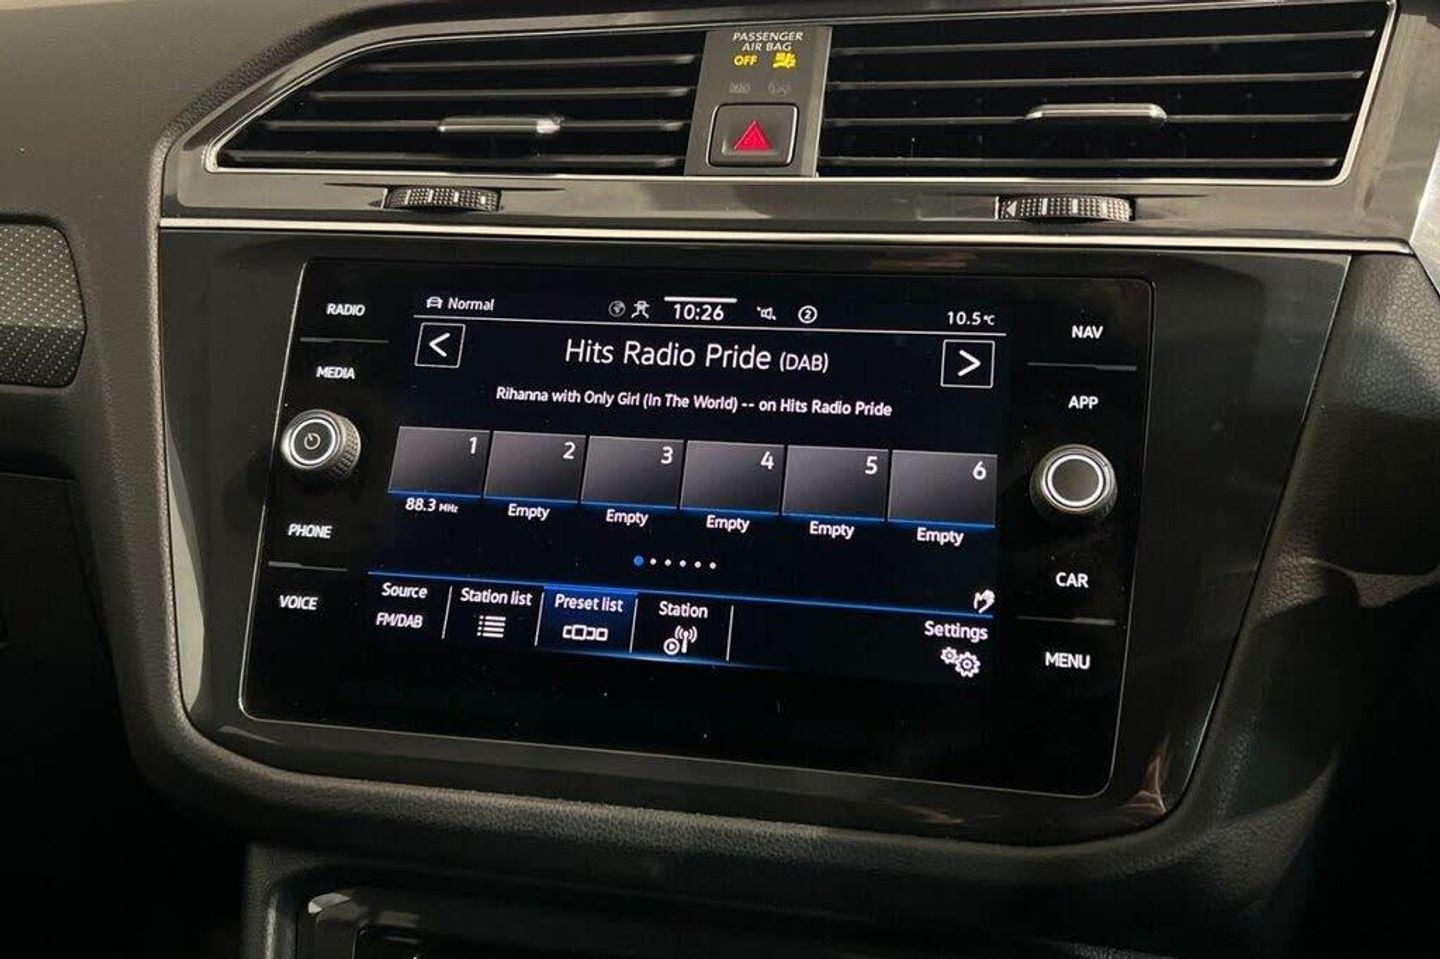 PASSENGER
AIR BAG
OFF
RADIO
MEDIA
PHONE
VOICE
Normal
10:26
2
10.5°C
< Hits Radio Pride (DAB) >
Rihanna with Only Girl (In The World) -- on Hits Radio Pride
1 2 3 4 5 6
88.3 MHz Empty Empty Empty Empty Empty
Source
FM/DAB
Station list
Preset list
Station
Settings
NAV
APP
CAR
MENU